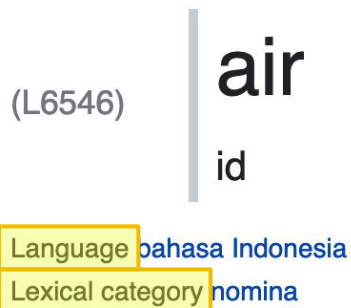 (L6546)
air
id
Language bahasa Indonesia
Lexical category nomina